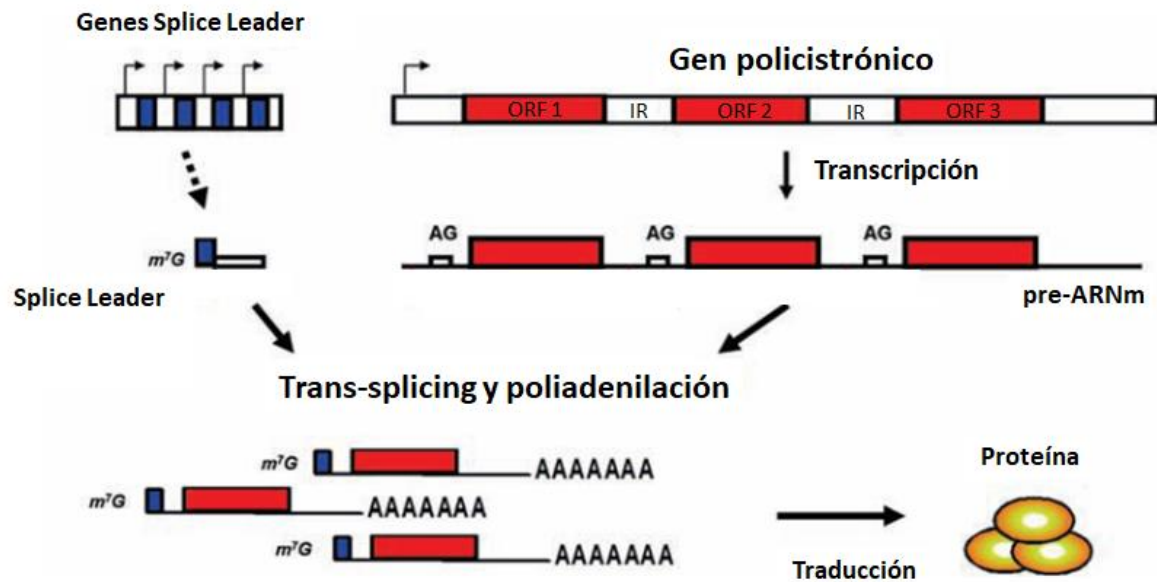 Genes Splice Leader
Gen policistrónico
ORF 1 IR ORF 2 IR ORF 3
Transcripción
AG AG AG
m⁷G
Splice Leader
pre-ARNm
Trans-splicing y poliadenilación
m⁷G AAAAAAA
m⁷G AAAAAAA
m⁷G AAAAAAA
Proteína
Traducción